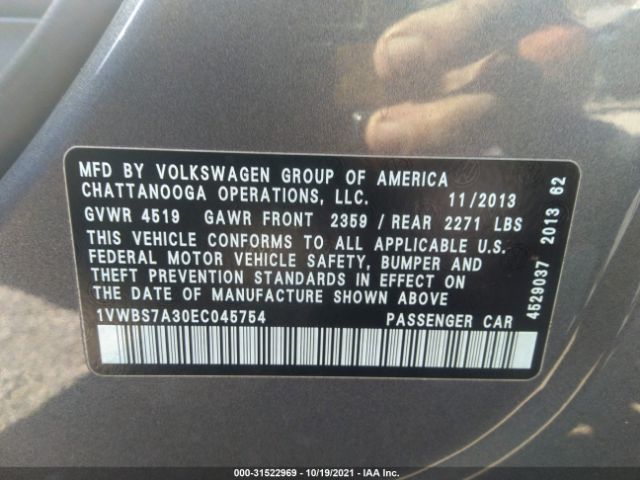 MFD BY VOLKSWAGEN GROUP OF AMERICA
CHATTANOOGA OPERATIONS, LLC. 11/2013
GVWR 4519 GAWR FRONT 2359 / REAR 2271 LBS
THIS VEHICLE CONFORMS TO ALL APPLICABLE U.S.
FEDERAL MOTOR VEHICLE SAFETY, BUMPER AND
THEFT PREVENTION STANDARDS IN EFFECT ON
THE DATE OF MANUFACTURE SHOWN ABOVE
1VWBS7A30EC045754 PASSENGER CAR
4529037 2013 62
000-31522969 - 10/19/2021 - IAAI.com